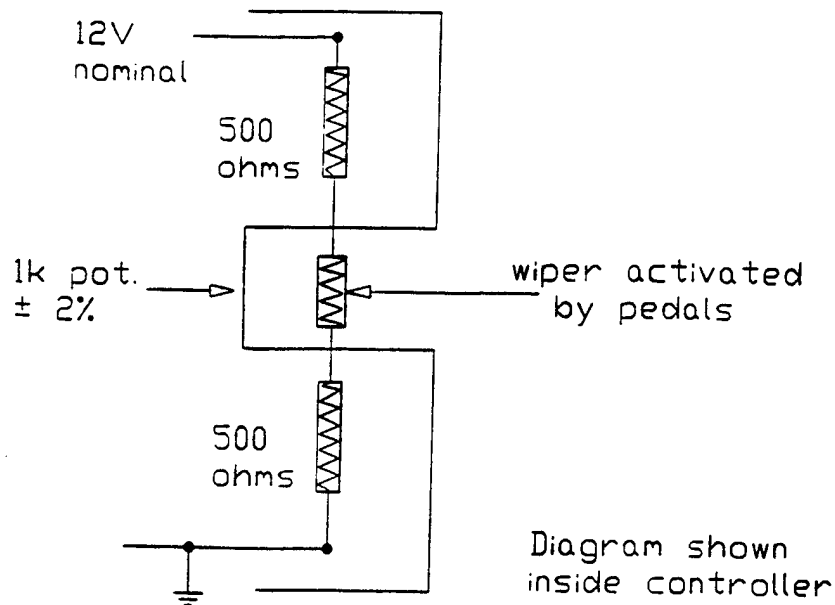 12V
nominal
500
ohms
1k pot.
± 2%
wiper activated
by pedals
500
ohms
Diagram shown
inside controller